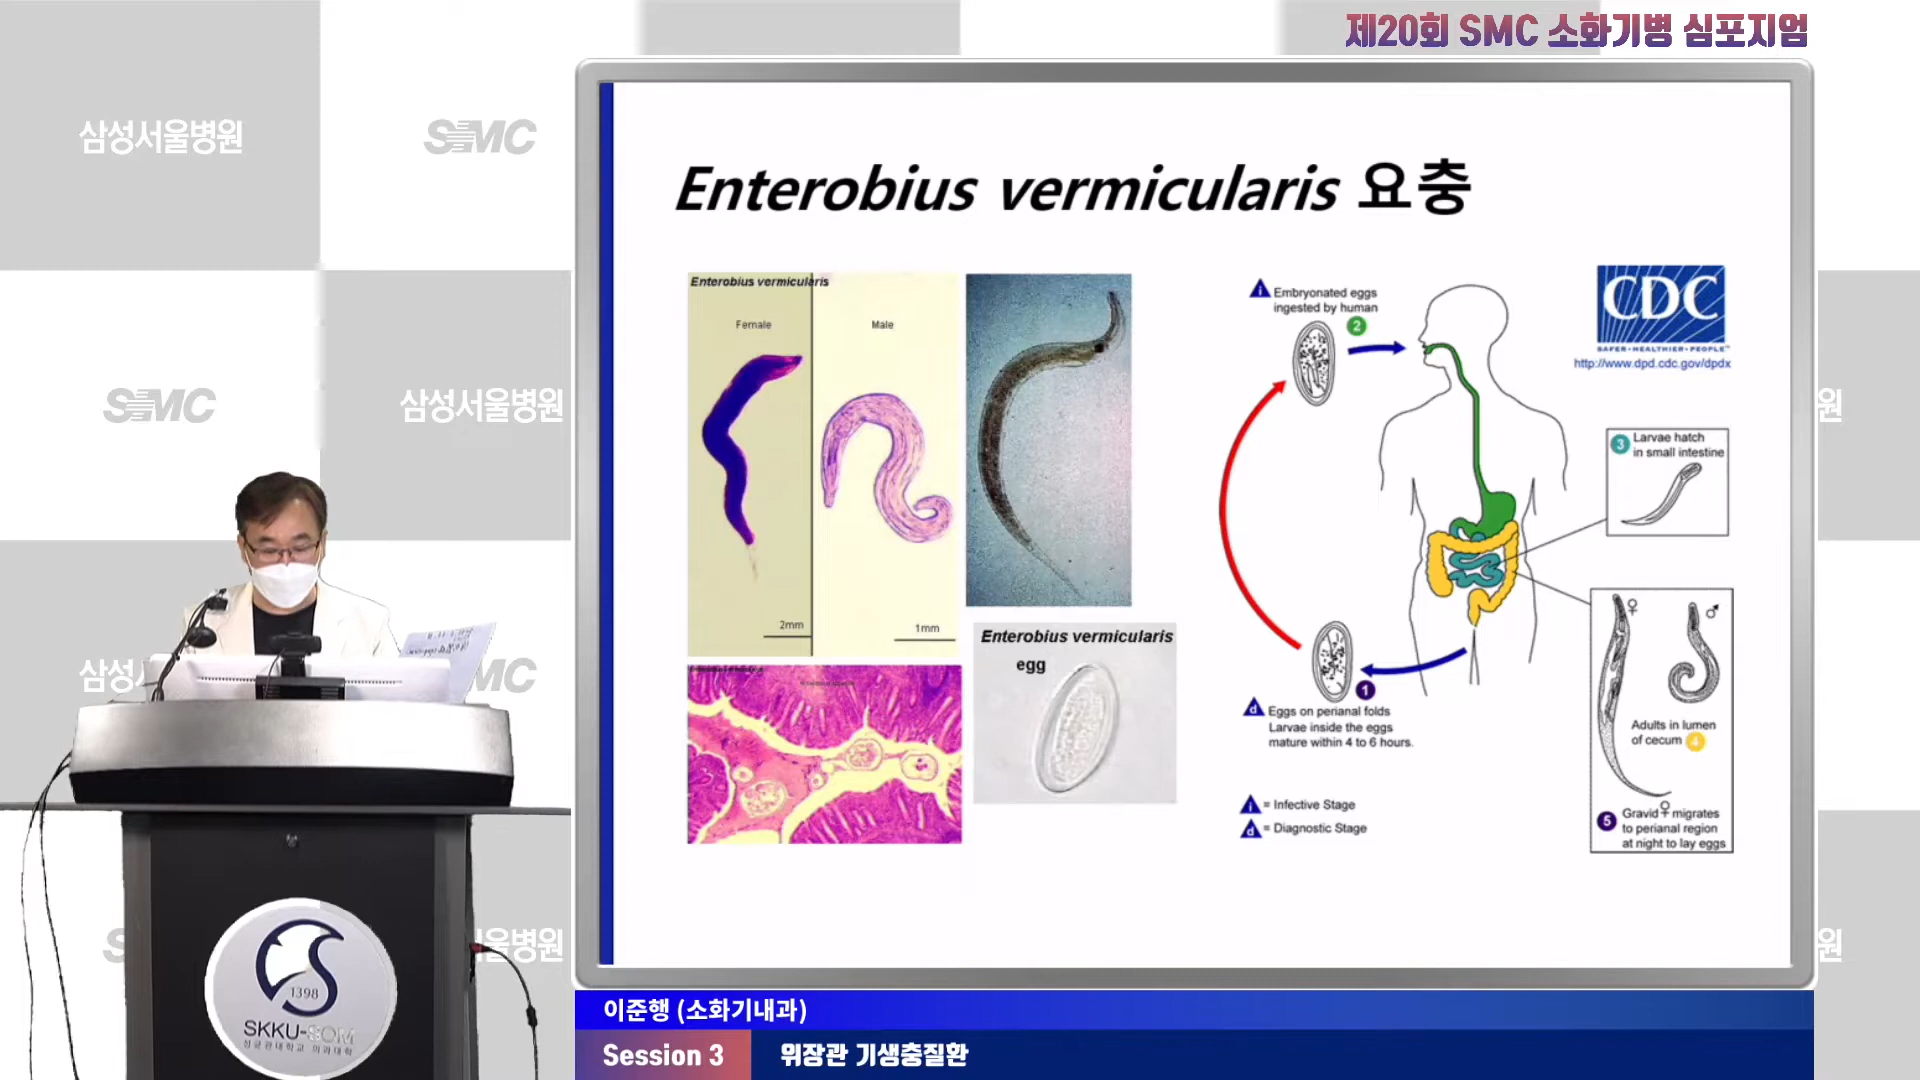 제20회 SMC 소화기병 심포지엄
삼성서울병원
SMC
SMC
삼성서울병원
원
삼성
MC
S
울병원
원
Enterobius vermicularis 요충
Enterobius vermicularis
Female
Male
2mm
1mm
Enterobius vermicularis
egg
i Embryonated eggs
ingested by human
2
CDC
SAFER•HEALTHIER•PEOPLE™
http://www.dpd.cdc.gov/dpdx
3 Larvae hatch
in small intestine
1
d Eggs on perianal folds
Larvae inside the eggs
mature within 4 to 6 hours.
♀ ♂
Adults in lumen
of cecum 4
5 Gravid ♀ migrates
to perianal region
at night to lay eggs
i = Infective Stage
d = Diagnostic Stage
1398
SKKU-SOM
성균관대학교 의과대학
이준행 (소화기내과)
Session 3
위장관 기생충질환